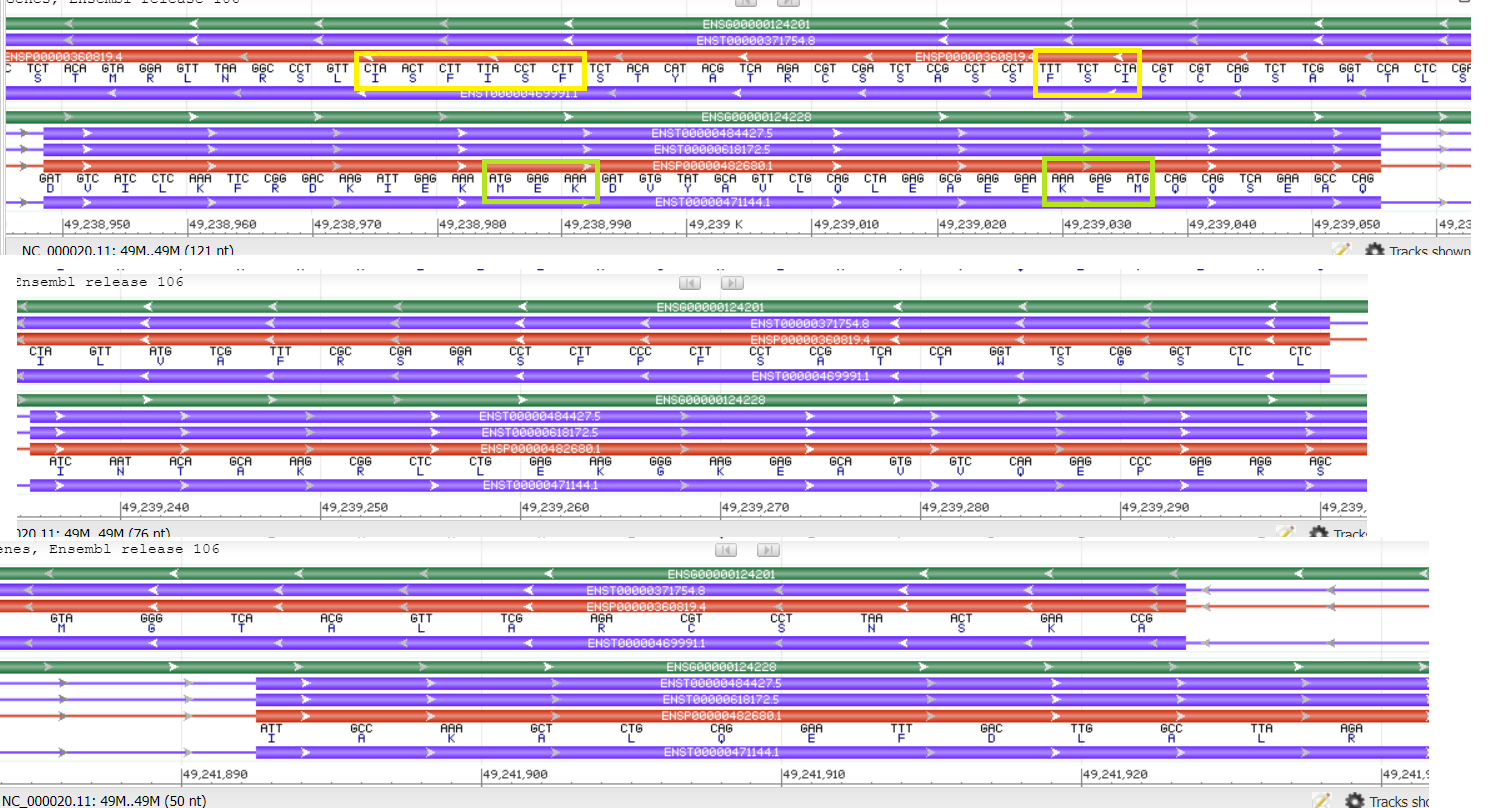 Genes, Ensembl release 106
ENSG00000124201
ENST00000371754.8
ENSP00000360819.4 ENSP00000360819.4
C TCT ACA GTA GGA GTT TAA GGC CCT GTT CTA ACT CTT TTA CCT CTT TCT ACA CAT ACG TCA AGA CGT CGA TCT CCG CCT CCT TTT TCT CTA CGT CGT CAG TCT TCG GGT CCA CTC CGA
S T M R L N R S L I S F I S F S T Y A T R C S S A S S F S I C C D S A W T L S
ENST00000469991.1
ENSG00000124228
ENST00000484427.5
ENST00000618172.5
ENSP00000482680.1
GAT GTC ATC CTC AAA TTC CGG GAC AAG ATT GAG AAA ATG GAG AAA GAT GTG TAT GCA GTT CTG CAG CTA GAG GCG GAG GAA AAA GAG ATG CAG CAG TCA GAA GCC CAG
D V I L K F R D K I E K M E K D V Y A V L Q L E A E E K E M Q Q S E A Q
ENST00000471144.1
49,238,950 49,238,960 49,238,970 49,238,980 49,238,990 49,239 K 49,239,010 49,239,020 49,239,030 49,239,040 49,239,050 49,23
NC_000020.11: 49M..49M (121 nt) Tracks shown
Ensembl release 106
ENSG00000124201
ENST00000371754.8
ENSP00000360819.4
CTA GTT ATG TCG TTT CGC CGA GGA CCT CTT CCC CTT CCT CCG TCA CCA GGT TCT CGG GCT CTC CTC
I L V A F R S R S F P F S A T T W S G S L L
ENST00000469991.1
ENSG00000124228
ENST00000484427.5
ENST00000618172.5
ENSP00000482680.1
ATC AAT ACA GCA AAG CGG CTC CTG GAG AAG GGG AAG GAG GCA GTG GTC CAA GAG CCC GAG AGG AGC
I N T A K R L L E K G K E A V V Q E P E R S
ENST00000471144.1
49,239,240 49,239,250 49,239,260 49,239,270 49,239,280 49,239,290 49,239,
020.11: 49M..49M (76 nt) Tracks
enes, Ensembl release 106
ENSG00000124201
ENST00000371754.8
ENSP00000360819.4
GTA GGG TCA ACG GTT TCG AGA CGT CCT TAA ACT GAA CCG
M G T A L A R C S N S K A
ENST00000469991.1
ENSG00000124228
ENST00000484427.5
ENST00000618172.5
ENSP00000482680.1
ATT GCC AAA GCT CTG CAG GAA TTT GAC TTG GCC TTA AGA
I A K A L Q E F D L A L R
ENST00000471144.1
49,241,890 49,241,900 49,241,910 49,241,920 49,241,9
NC_000020.11: 49M..49M (50 nt) Tracks sho